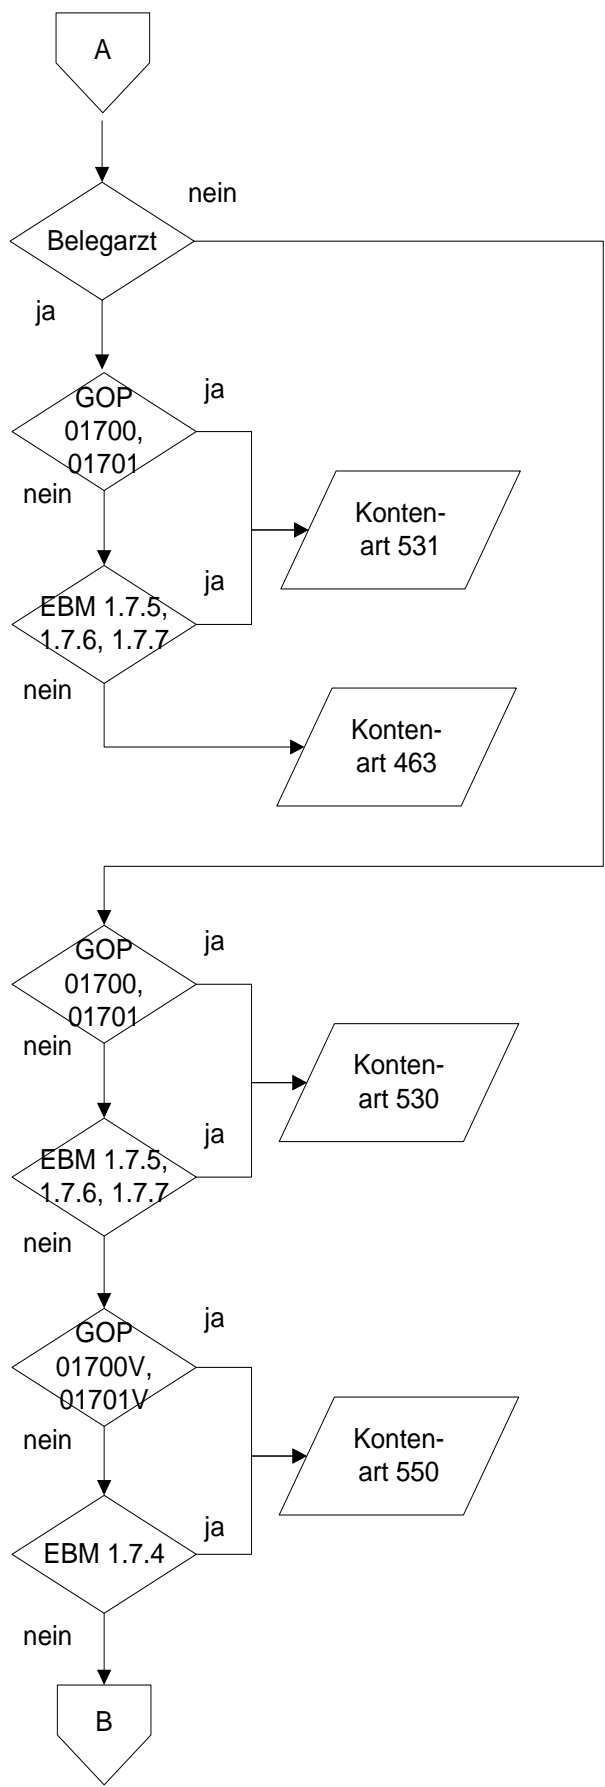 A
nein
Belegarzt
ja
ja
GOP
01700,
01701
nein
Konten-
art 531
ja
EBM 1.7.5,
1.7.6, 1.7.7
nein
Konten-
art 463
ja
GOP
01700,
01701
nein
Konten-
art 530
ja
EBM 1.7.5,
1.7.6, 1.7.7
nein
ja
GOP
01700V,
01701V
nein
Konten-
art 550
ja
EBM 1.7.4
nein
B